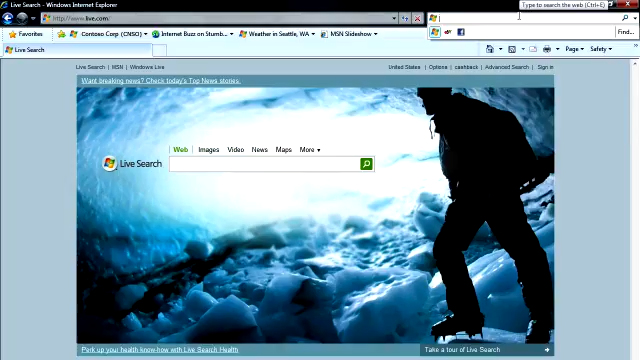 Live Search - Windows Internet Explorer
Type to search the web (Ctrl+E)
http://www.live.com/
Find...
Favorites
Contoso Corp (CNSO)
Internet Buzz on Stumb...
Weather in Seattle, WA
MSN Slideshow
Live Search
Page
Safety
Live Search | MSN | Windows Live
United States | Options | cashback | Advanced Search | Sign in
Want breaking news? Check today's Top News stories
Web Images Video News Maps More
Live Search
Perk up your health know-how with Live Search Health
Take a tour of Live Search